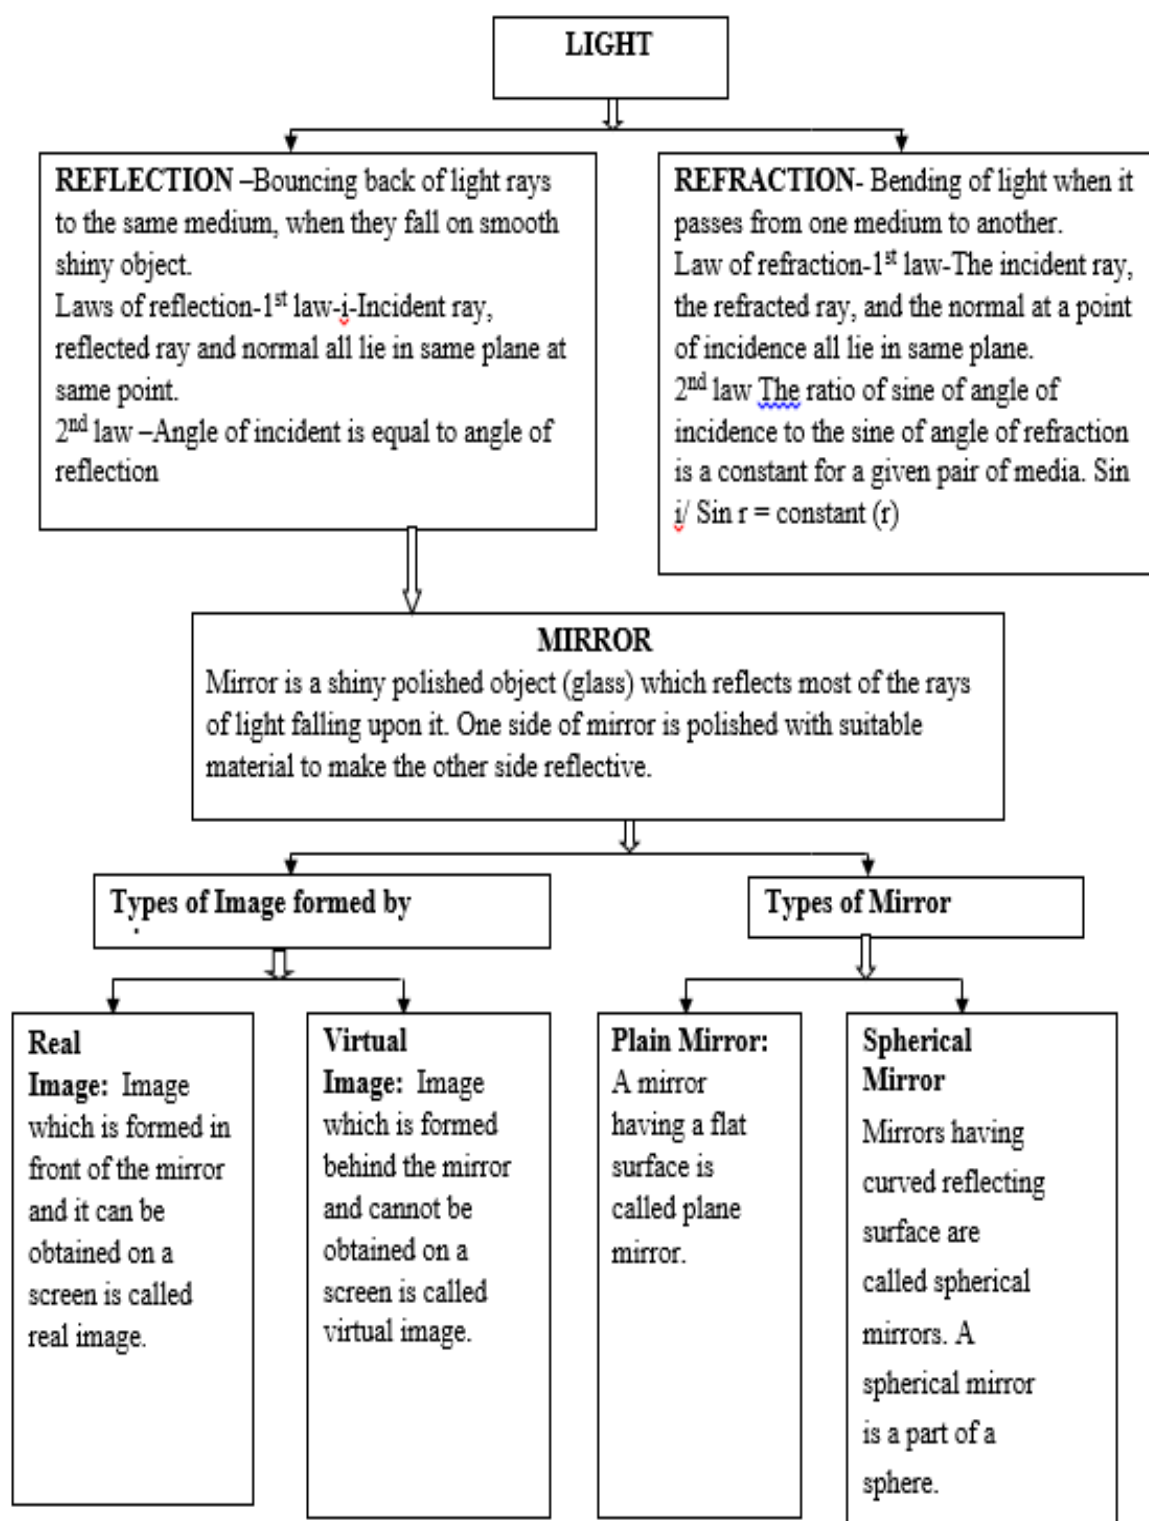 LIGHT
REFLECTION –Bouncing back of light rays
to the same medium, when they fall on smooth
shiny object.
Laws of reflection-1st law-i-Incident ray,
reflected ray and normal all lie in same plane at
same point.
2nd law –Angle of incident is equal to angle of
reflection
REFRACTION- Bending of light when it
passes from one medium to another.
Law of refraction-1st law-The incident ray,
the refracted ray, and the normal at a point
of incidence all lie in same plane.
2nd law The ratio of sine of angle of
incidence to the sine of angle of refraction
is a constant for a given pair of media. Sin
i/ Sin r = constant (r)
MIRROR
Mirror is a shiny polished object (glass) which reflects most of the rays
of light falling upon it. One side of mirror is polished with suitable
material to make the other side reflective.
Types of Image formed by
Types of Mirror
Real
Image: Image
which is formed in
front of the mirror
and it can be
obtained on a
screen is called
real image.
Virtual
Image: Image
which is formed
behind the mirror
and cannot be
obtained on a
screen is called
virtual image.
Plain Mirror:
A mirror
having a flat
surface is
called plane
mirror.
Spherical
Mirror
Mirrors having
curved reflecting
surface are
called spherical
mirrors. A
spherical mirror
is a part of a
sphere.